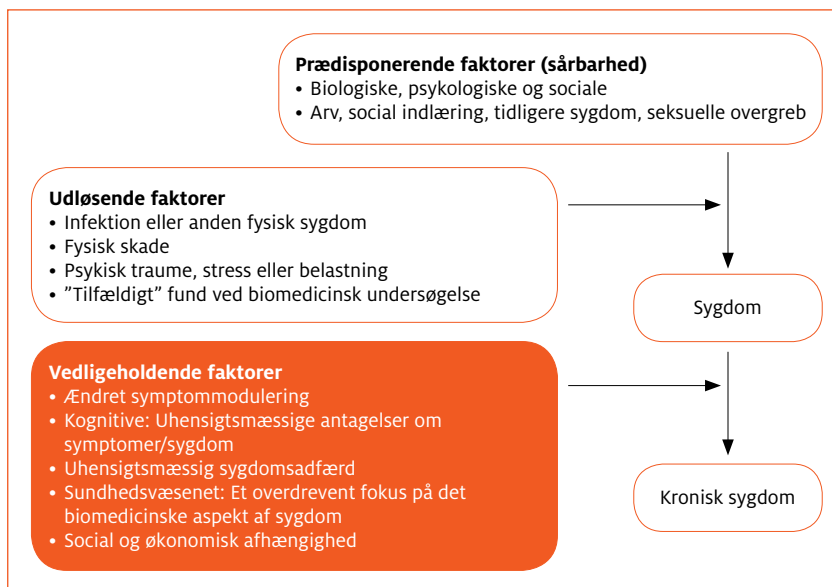 Prædisponerende faktorer (sårbarhed)
• Biologiske, psykologiske og sociale
• Arv, social indlæring, tidligere sygdom, seksuelle overgreb
Udløsende faktorer
• Infektion eller anden fysisk sygdom
• Fysisk skade
• Psykisk traume, stress eller belastning
• ”Tilfældigt” fund ved biomedicinsk undersøgelse
Sygdom
Vedligeholdende faktorer
• Ændret symptommodulering
• Kognitive: Uhensigtsmæssige antagelser om
symptomer/sygdom
• Uhensigtsmæssig sygdomsadfærd
• Sundhedsvæsenet: Et overdrevent fokus på det
biomedicinske aspekt af sygdom
• Social og økonomisk afhængighed
Kronisk sygdom